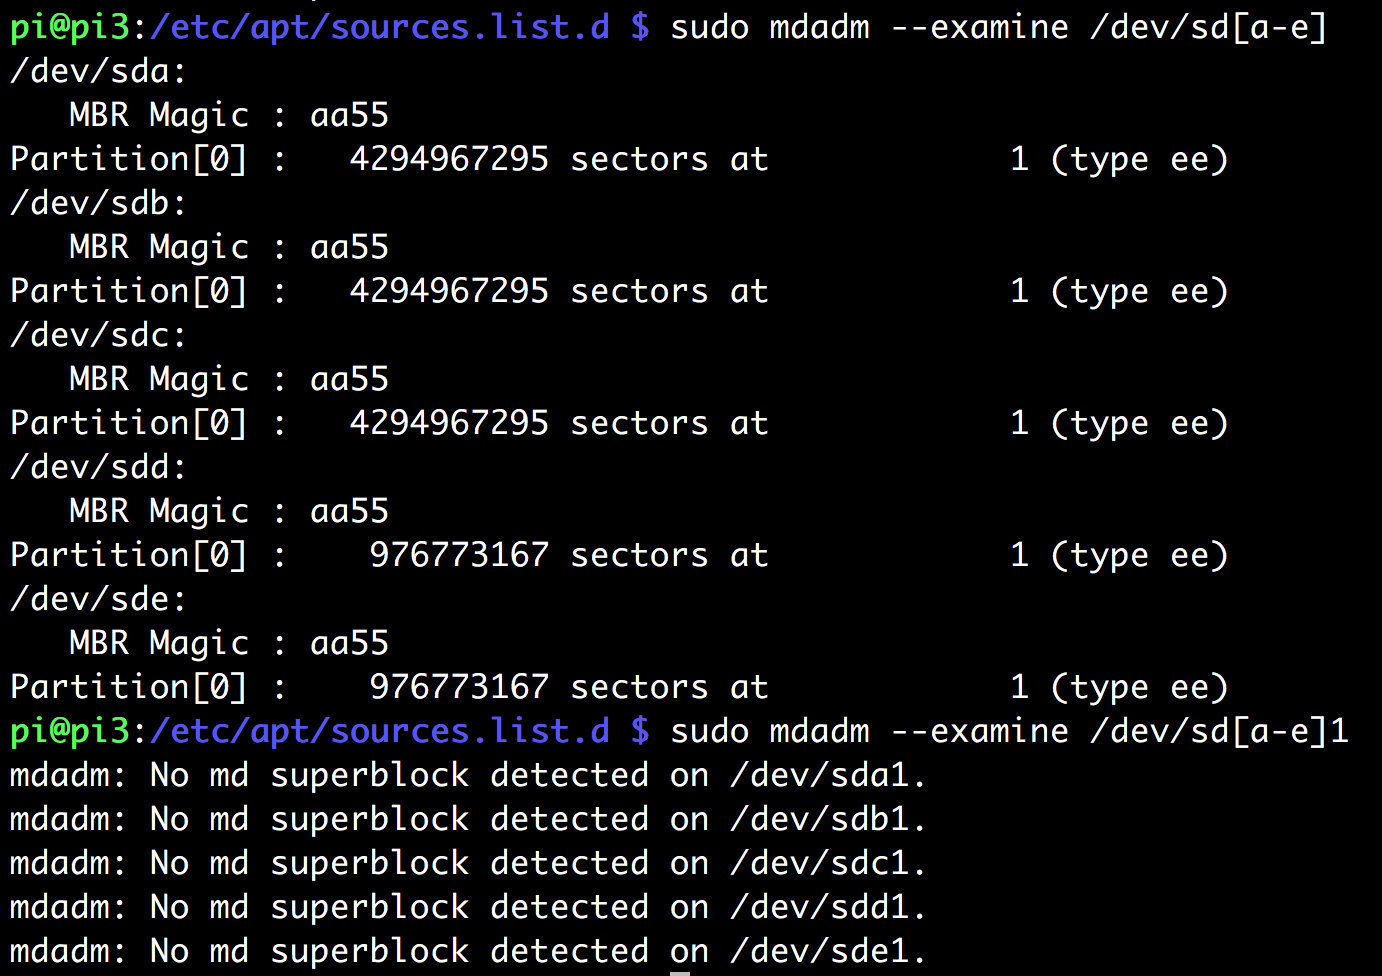 pi@pi3:/etc/apt/sources.list.d $ sudo mdadm --examine /dev/sd[a-e]
/dev/sda:
   MBR Magic : aa55
Partition[0] :   4294967295 sectors at            1 (type ee)
/dev/sdb:
   MBR Magic : aa55
Partition[0] :   4294967295 sectors at            1 (type ee)
/dev/sdc:
   MBR Magic : aa55
Partition[0] :   4294967295 sectors at            1 (type ee)
/dev/sdd:
   MBR Magic : aa55
Partition[0] :    976773167 sectors at            1 (type ee)
/dev/sde:
   MBR Magic : aa55
Partition[0] :    976773167 sectors at            1 (type ee)
pi@pi3:/etc/apt/sources.list.d $ sudo mdadm --examine /dev/sd[a-e]1
mdadm: No md superblock detected on /dev/sda1.
mdadm: No md superblock detected on /dev/sdb1.
mdadm: No md superblock detected on /dev/sdc1.
mdadm: No md superblock detected on /dev/sdd1.
mdadm: No md superblock detected on /dev/sde1.